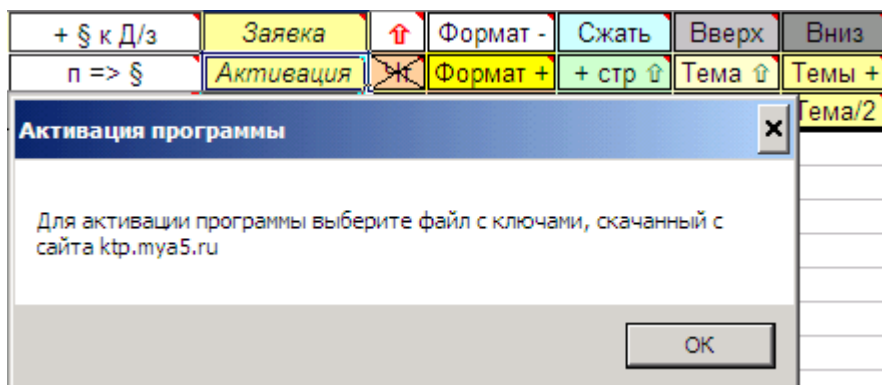 + § к Д/з Заявка ⇧ Формат - Сжать Вверх Вниз
п => § Активация Ж Формат + + стр ⇧ Тема ⇧ Темы +
Тема/2
Активация программы
Для активации программы выберите файл с ключами, скачанный с
сайта ktp.mya5.ru
OK